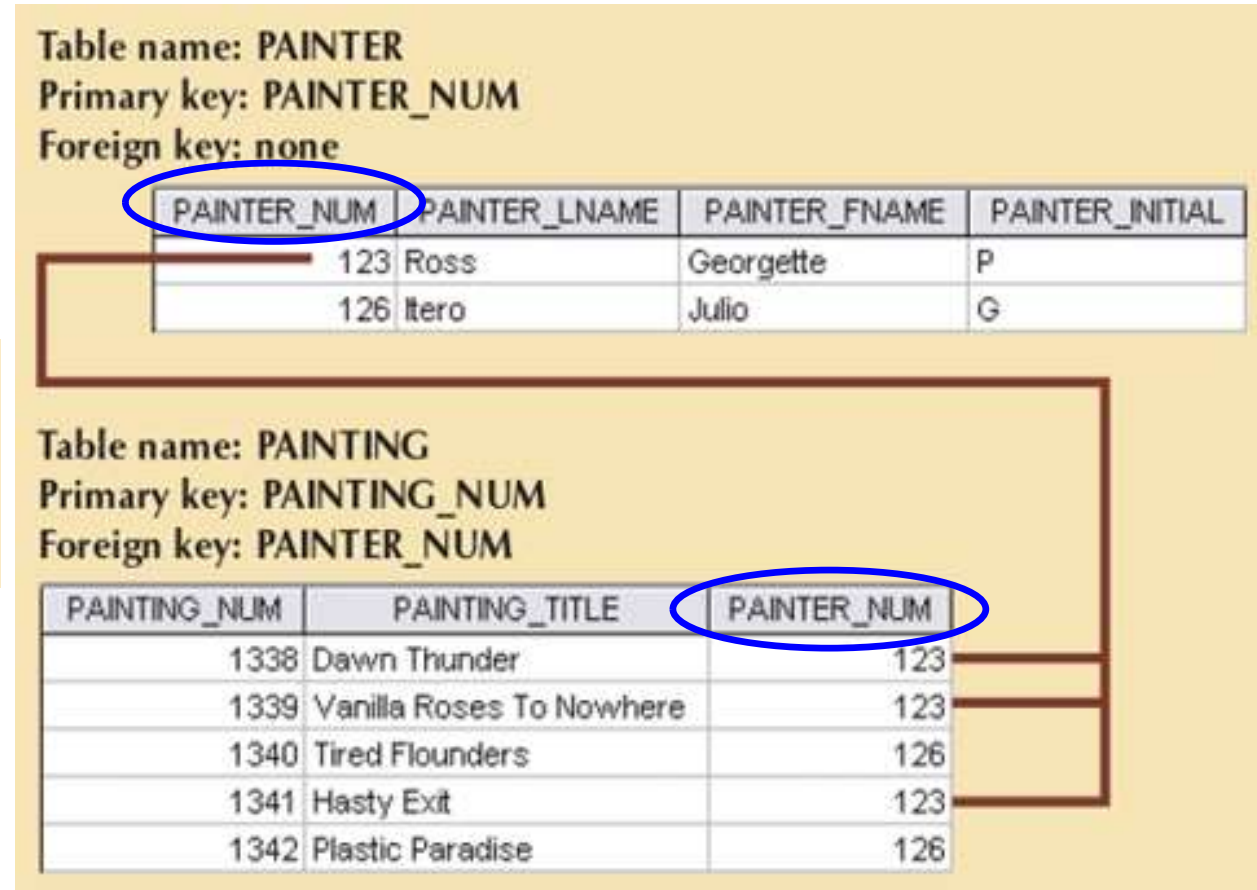 Table name: PAINTER
Primary key: PAINTER_NUM
Foreign key: none
PAINTER_NUM PAINTER_LNAME PAINTER_FNAME PAINTER_INITIAL
123 Ross Georgette P
126 Itero Julio G
Table name: PAINTING
Primary key: PAINTING_NUM
Foreign key: PAINTER_NUM
PAINTING_NUM PAINTING_TITLE PAINTER_NUM
1338 Dawn Thunder 123
1339 Vanilla Roses To Nowhere 123
1340 Tired Flounders 126
1341 Hasty Exit 123
1342 Plastic Paradise 126